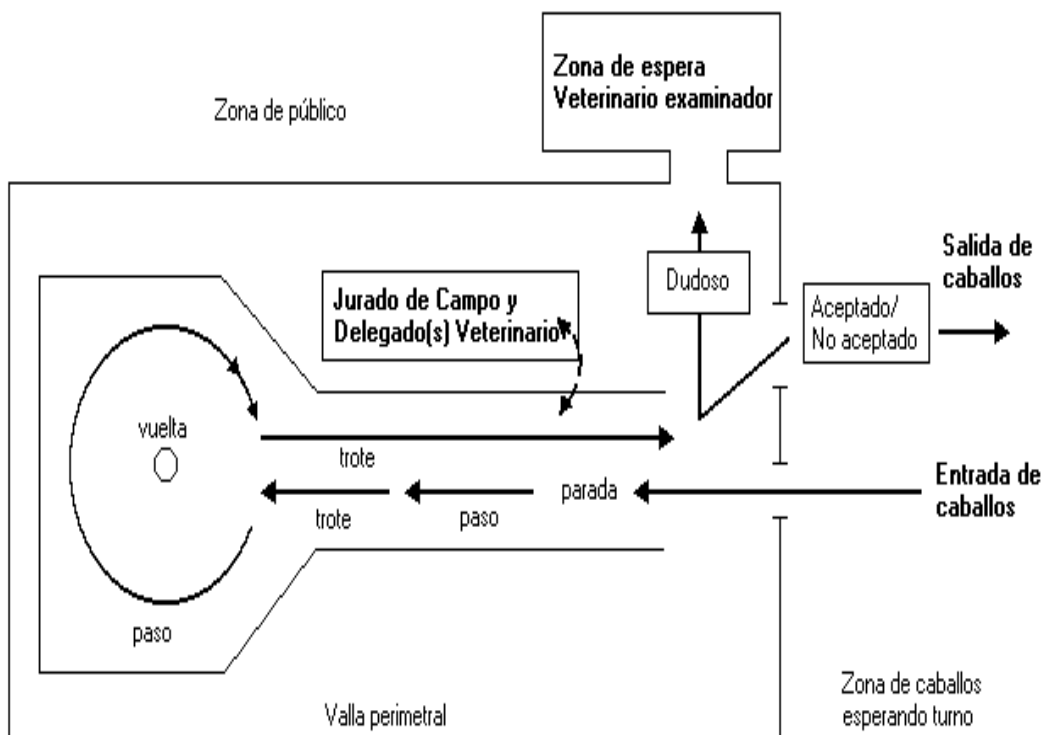 Zona de espera
Veterinario examinador
Zona de público
Salida de
caballos
Dudoso
Jurado de Campo y
Delegado(s) Veterinario
Aceptado/
No aceptado
vuelta
trote
Entrada de
caballos
parada
trote
paso
paso
Zona de caballos
esperando turno
Valla perimetral